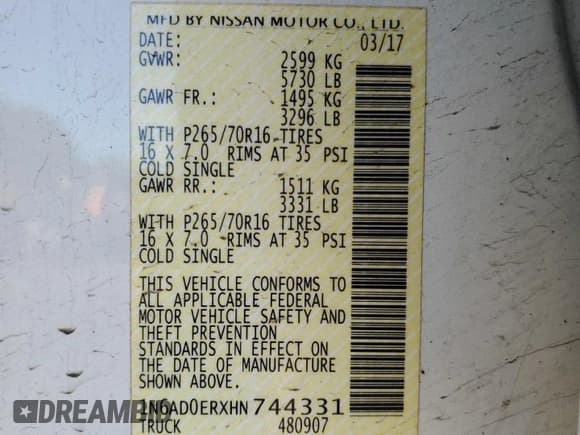 MFD BY NISSAN MOTOR CO., LTD.
DATE: 03/17
GVWR: 2599 KG
5730 LB
GAWR FR.: 1495 KG
3296 LB
WITH P265/70R16 TIRES
16 X 7.0 RIMS AT 35 PSI
COLD SINGLE
GAWR RR.: 1511 KG
3331 LB
WITH P265/70R16 TIRES
16 X 7.0 RIMS AT 35 PSI
COLD SINGLE
THIS VEHICLE CONFORMS TO
ALL APPLICABLE FEDERAL
MOTOR VEHICLE SAFETY AND
THEFT PREVENTION
STANDARDS IN EFFECT ON
THE DATE OF MANUFACTURE
SHOWN ABOVE.
1N6AD0ERXHN744331
TRUCK 480907